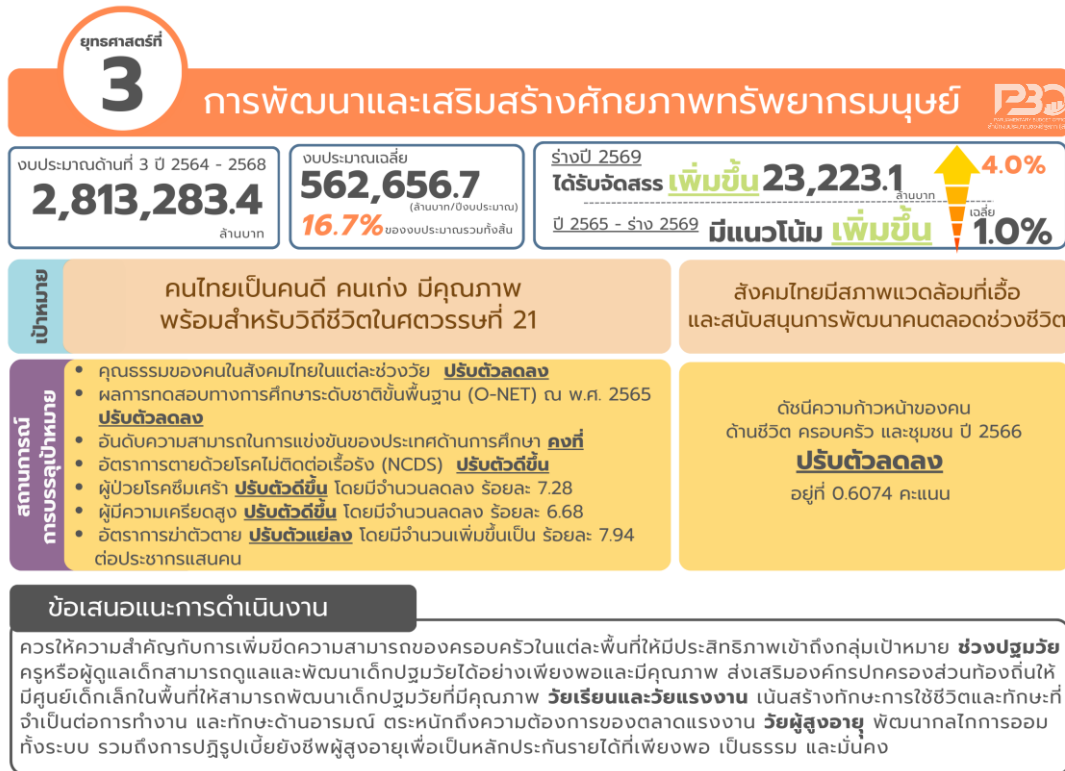 ยุทธศาสตร์ที่
3
การพัฒนาและเสริมสร้างศักยภาพทรัพยากรมนุษย์
PBO
งบประมาณด้านที่ 3 ปี 2564 - 2568
2,813,283.4
ล้านบาท
งบประมาณเฉลี่ย
562,656.7
(ล้านบาท/ปีงบประมาณ)
16.7% ของงบประมาณรวมทั้งสิ้น
ร่างปี 2569
ได้รับจัดสรร เพิ่มขึ้น 23,223.1 ล้านบาท
4.0%
ปี 2565 - ร่าง 2569 มีแนวโน้ม เพิ่มขึ้น
เฉลี่ย
1.0%
เป้าหมาย
คนไทยเป็นคนดี คนเก่ง มีคุณภาพ
พร้อมสำหรับวิถีชีวิตในศตวรรษที่ 21
สังคมไทยมีสภาพแวดล้อมที่เอื้อ
และสนับสนุนการพัฒนาคนตลอดช่วงชีวิต
สถานการณ์
การบรรลุเป้าหมาย
• คุณธรรมของคนในสังคมไทยในแต่ละช่วงวัย ปรับตัวลดลง
• ผลการทดสอบทางการศึกษาระดับชาติขั้นพื้นฐาน (O-NET) ณ พ.ศ. 2565
ปรับตัวลดลง
• อันดับความสามารถในการแข่งขันของประเทศด้านการศึกษา คงที่
• อัตราการตายด้วยโรคไม่ติดต่อเรื้อรัง (NCDS) ปรับตัวดีขึ้น
• ผู้ป่วยโรคซึมเศร้า ปรับตัวดีขึ้น โดยมีจำนวนลดลง ร้อยละ 7.28
• ผู้มีความเครียดสูง ปรับตัวดีขึ้น โดยมีจำนวนลดลง ร้อยละ 6.68
• อัตราการฆ่าตัวตาย ปรับตัวแย่ลง โดยมีจำนวนเพิ่มขึ้นเป็น ร้อยละ 7.94
ต่อประชากรแสนคน
ดัชนีความก้าวหน้าของคน
ด้านชีวิต ครอบครัว และชุมชน ปี 2566
ปรับตัวลดลง
อยู่ที่ 0.6074 คะแนน
ข้อเสนอแนะการดำเนินงาน
ควรให้ความสำคัญกับการเพิ่มขีดความสามารถของครอบครัวในแต่ละพื้นที่ให้มีประสิทธิภาพเข้าถึงกลุ่มเป้าหมาย ช่วงปฐมวัย
ครูหรือผู้ดูแลเด็กสามารถดูแลและพัฒนาเด็กปฐมวัยได้อย่างเพียงพอและมีคุณภาพ ส่งเสริมองค์กรปกครองส่วนท้องถิ่นให้
มีศูนย์เด็กเล็กในพื้นที่ให้สามารถพัฒนาเด็กปฐมวัยที่มีคุณภาพ วัยเรียนและวัยแรงงาน เน้นสร้างทักษะการใช้ชีวิตและทักษะที่
จำเป็นต่อการทำงาน และทักษะด้านอารมณ์ ตระหนักถึงความต้องการของตลาดแรงงาน วัยผู้สูงอายุ พัฒนากลไกการออม
ทั้งระบบ รวมถึงการปฏิรูปเบี้ยยังชีพผู้สูงอายุเพื่อเป็นหลักประกันรายได้ที่เพียงพอ เป็นธรรม และมั่นคง